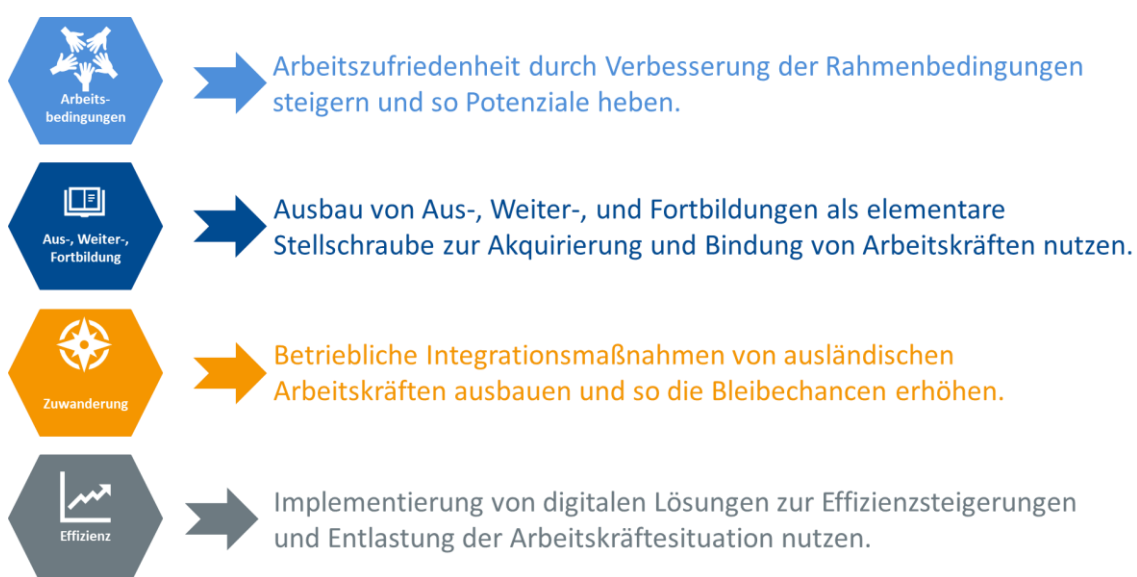 Arbeits-
bedingungen
Arbeitszufriedenheit durch Verbesserung der Rahmenbedingungen
steigern und so Potenziale heben.
Aus-, Weiter-,
Fortbildung
Ausbau von Aus-, Weiter-, und Fortbildungen als elementare
Stellschraube zur Akquirierung und Bindung von Arbeitskräften nutzen.
Zuwanderung
Betriebliche Integrationsmaßnahmen von ausländischen
Arbeitskräften ausbauen und so die Bleibechancen erhöhen.
Effizienz
Implementierung von digitalen Lösungen zur Effizienzsteigerungen
und Entlastung der Arbeitskräftesituation nutzen.